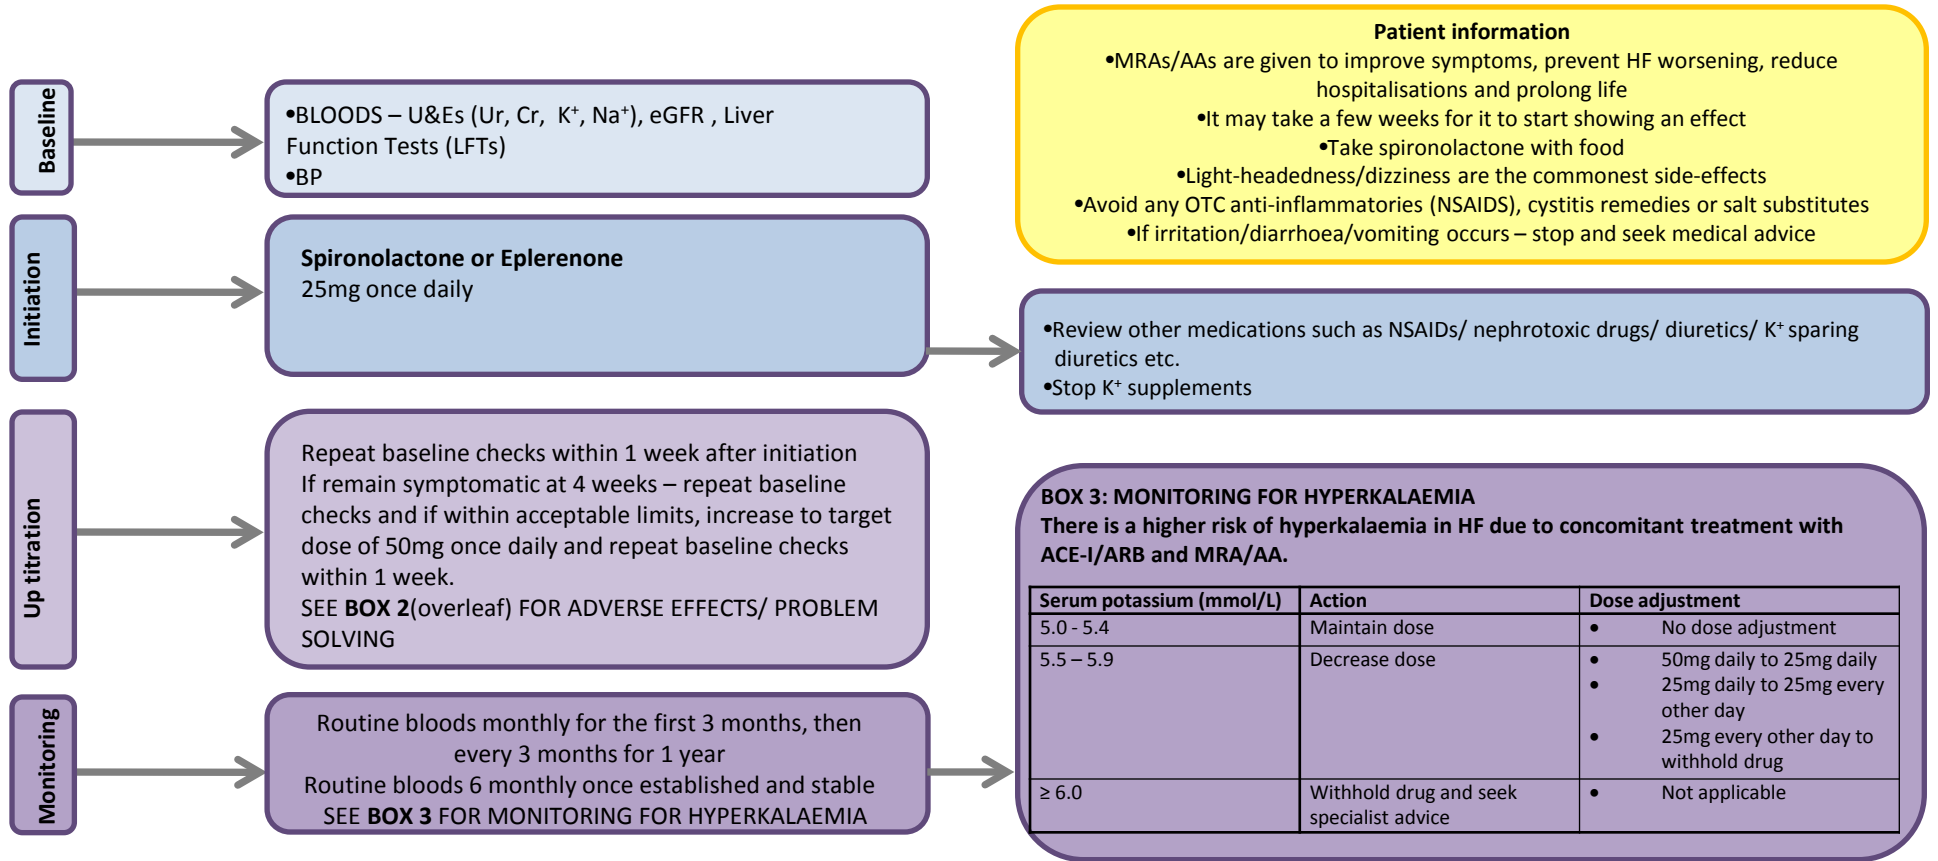 Baseline
•BLOODS – U&Es (Ur, Cr, K⁺, Na⁺), eGFR , Liver
Function Tests (LFTs)
•BP
Patient information
•MRAs/AAs are given to improve symptoms, prevent HF worsening, reduce
hospitalisations and prolong life
•It may take a few weeks for it to start showing an effect
•Take spironolactone with food
•Light-headedness/dizziness are the commonest side-effects
•Avoid any OTC anti-inflammatories (NSAIDS), cystitis remedies or salt substitutes
•If irritation/diarrhoea/vomiting occurs – stop and seek medical advice
Initiation
Spironolactone or Eplerenone
25mg once daily
•Review other medications such as NSAIDs/ nephrotoxic drugs/ diuretics/ K⁺ sparing
diuretics etc.
•Stop K⁺ supplements
Up titration
Repeat baseline checks within 1 week after initiation
If remain symptomatic at 4 weeks – repeat baseline
checks and if within acceptable limits, increase to target
dose of 50mg once daily and repeat baseline checks
within 1 week.
SEE BOX 2(overleaf) FOR ADVERSE EFFECTS/ PROBLEM
SOLVING
Monitoring
Routine bloods monthly for the first 3 months, then
every 3 months for 1 year
Routine bloods 6 monthly once established and stable
SEE BOX 3 FOR MONITORING FOR HYPERKALAEMIA
BOX 3: MONITORING FOR HYPERKALAEMIA
There is a higher risk of hyperkalaemia in HF due to concomitant treatment with
ACE-I/ARB and MRA/AA.
Serum potassium (mmol/L) Action Dose adjustment
5.0 - 5.4 Maintain dose • No dose adjustment
5.5 – 5.9 Decrease dose • 50mg daily to 25mg daily
• 25mg daily to 25mg every
other day
• 25mg every other day to
withhold drug
≥ 6.0 Withhold drug and seek • Not applicable
specialist advice